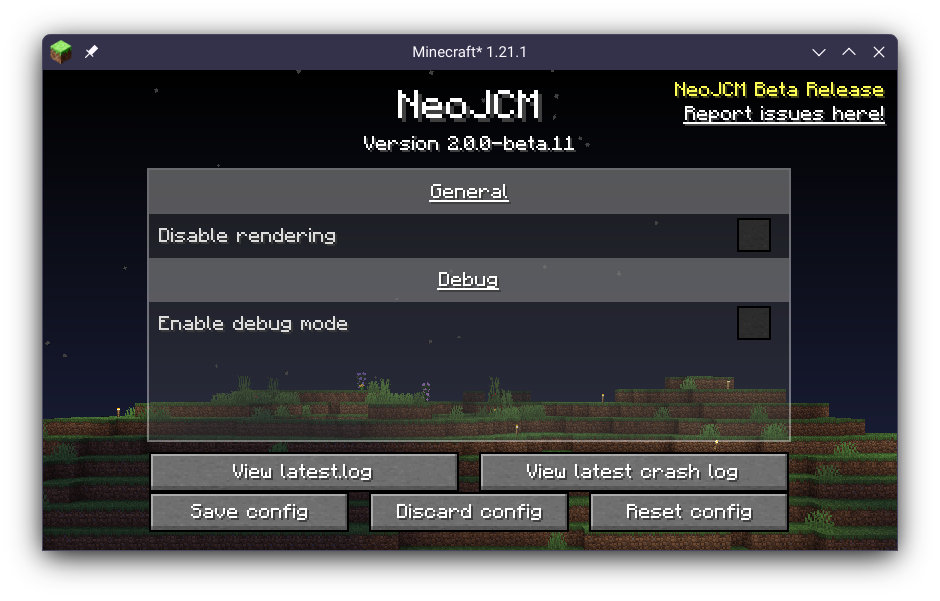 Minecraft* 1.21.1
NeoJCM
Version 2.0.0-beta.11
NeoJCM Beta Release
Report issues here!
General
Disable rendering
Debug
Enable debug mode
View latest.log
View latest crash log
Save config
Discard config
Reset config